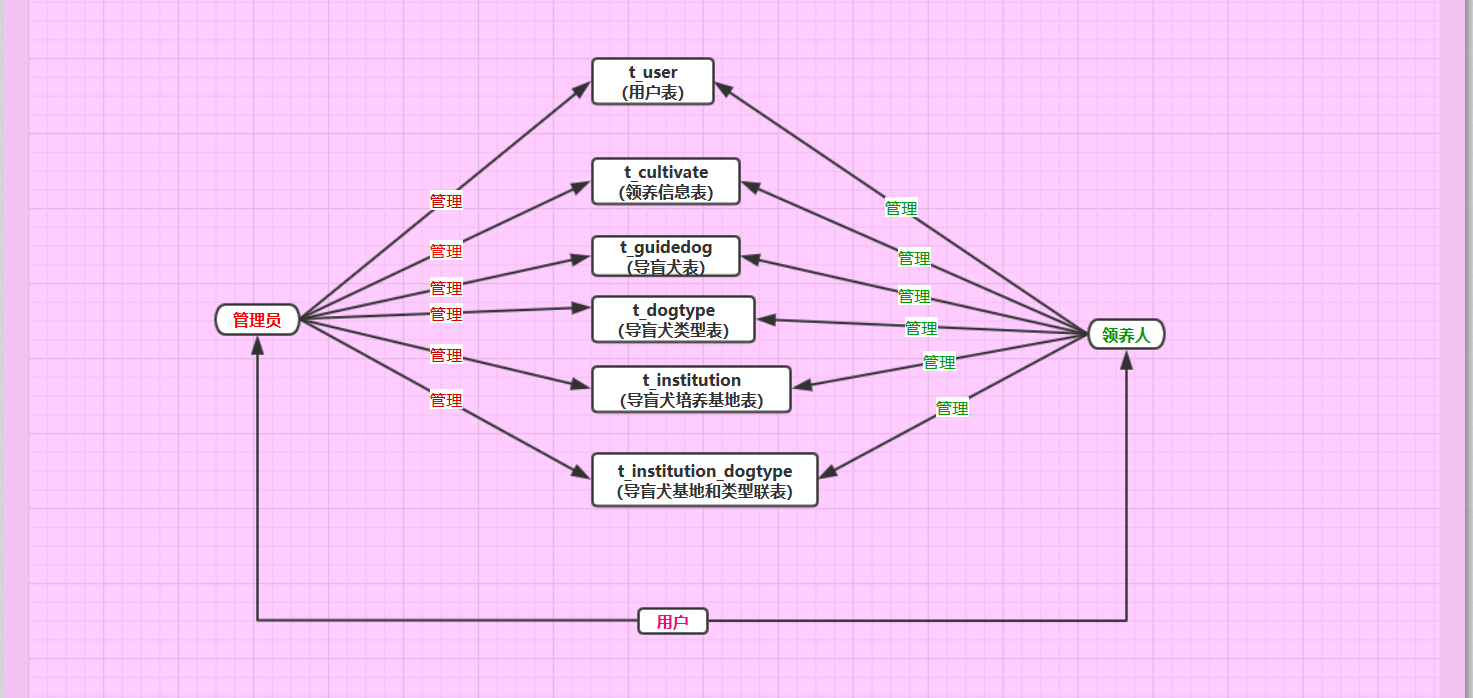 t_user
(用户表)
t_cultivate
(领养信息表)
t_guidedog
(导盲犬表)
t_dogtype
(导盲犬类型表)
t_institution
(导盲犬培养基地表)
t_institution_dogtype
(导盲犬基地和类型联表)
管理员
管理
管理
管理
管理
管理
管理
领养人
管理
管理
管理
管理
管理
管理
用户